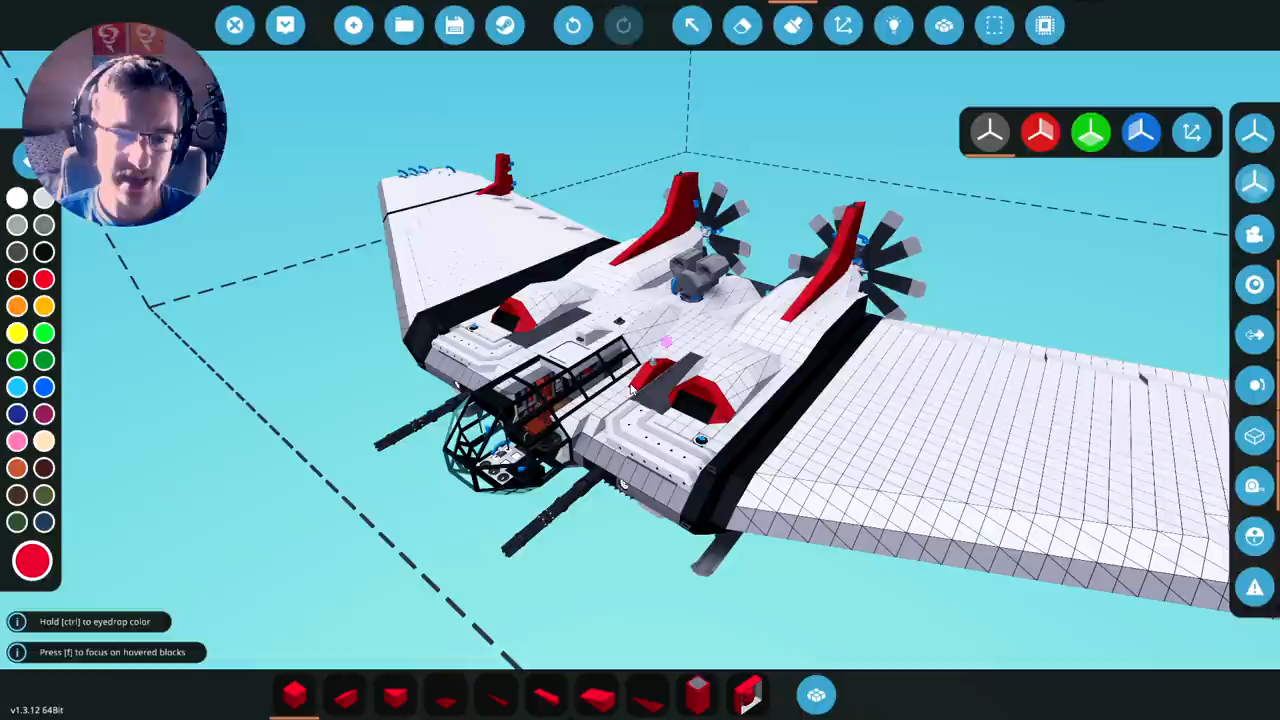 Hold [ctrl] to eyedrop color
Press [f] to focus on hovered blocks
v1.3.12 64Bit